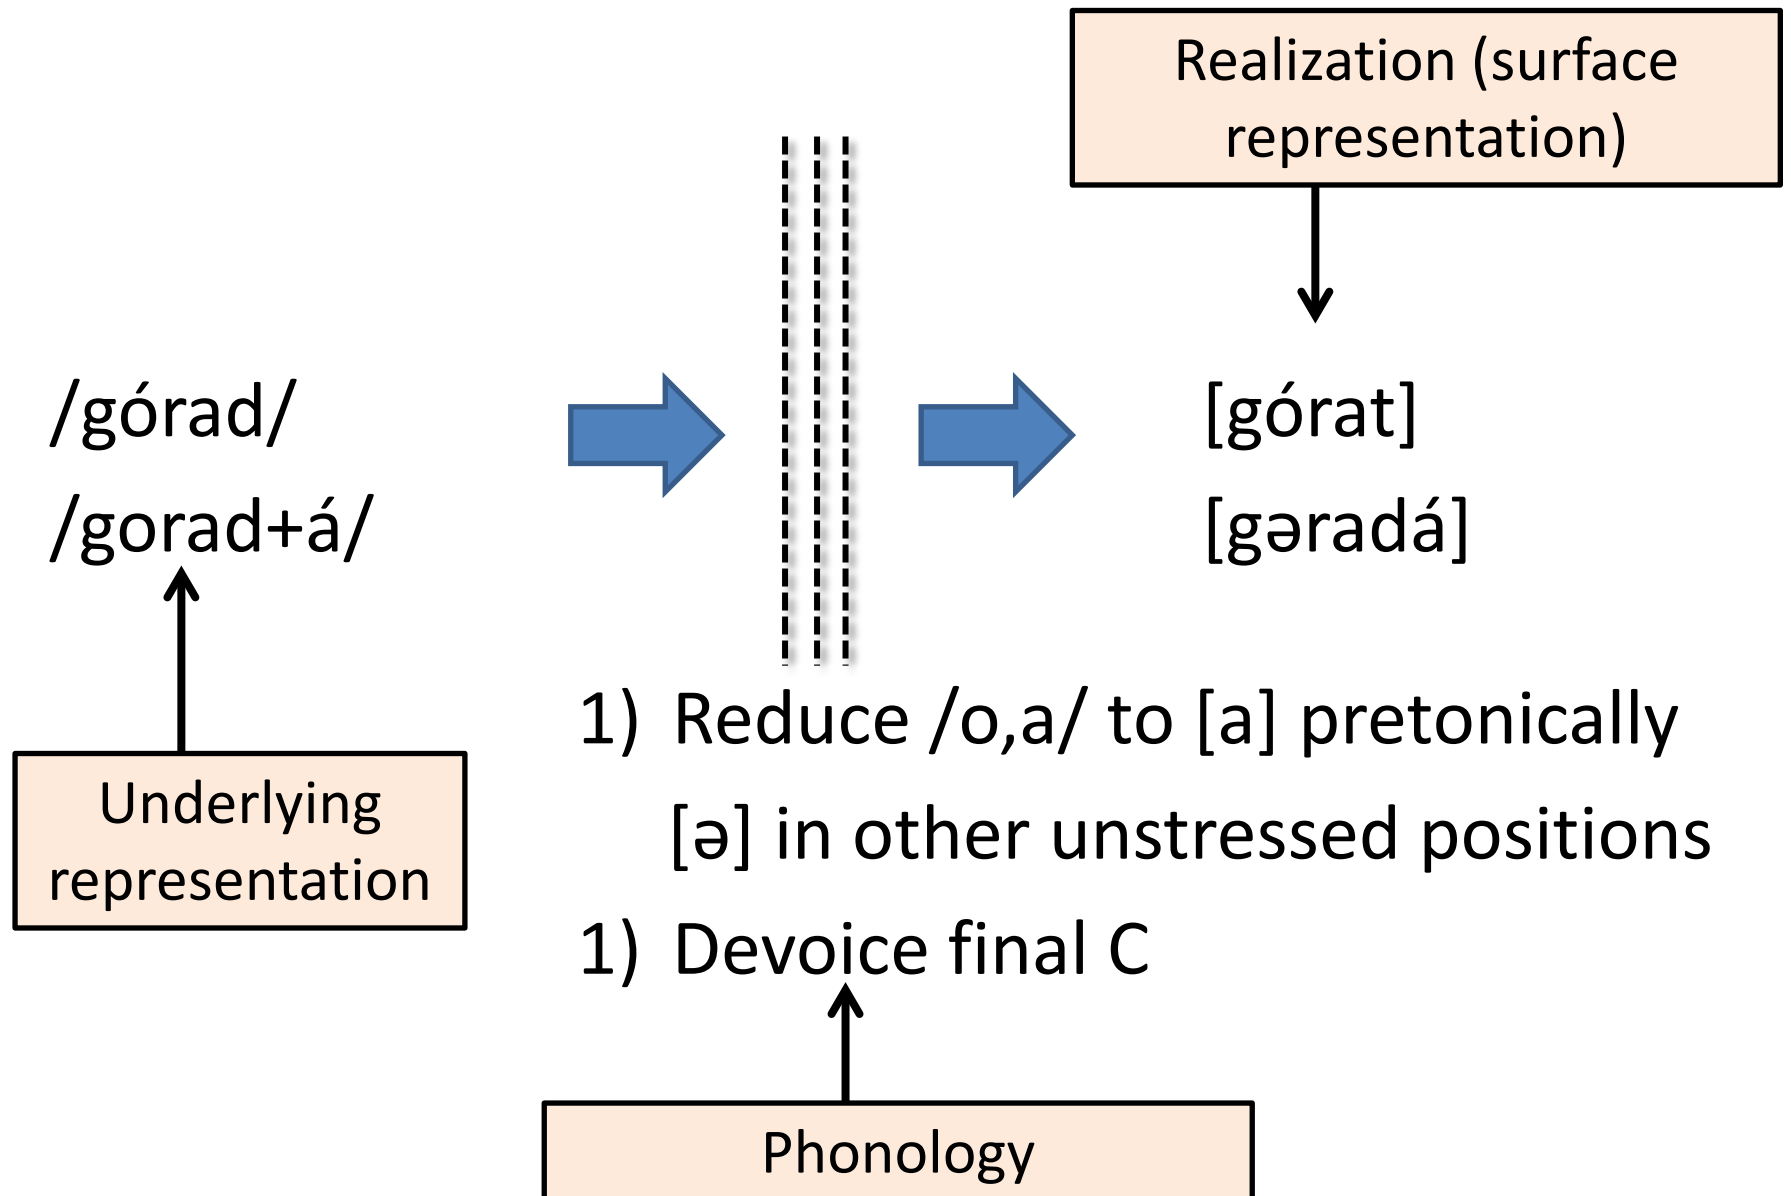 Realization (surface
representation)
/górad/
[górat]
/gorad+á/
[gəradá]
Underlying
representation
1) Reduce /o,a/ to [a] pretonically
[ə] in other unstressed positions
1) Devoice final C
Phonology